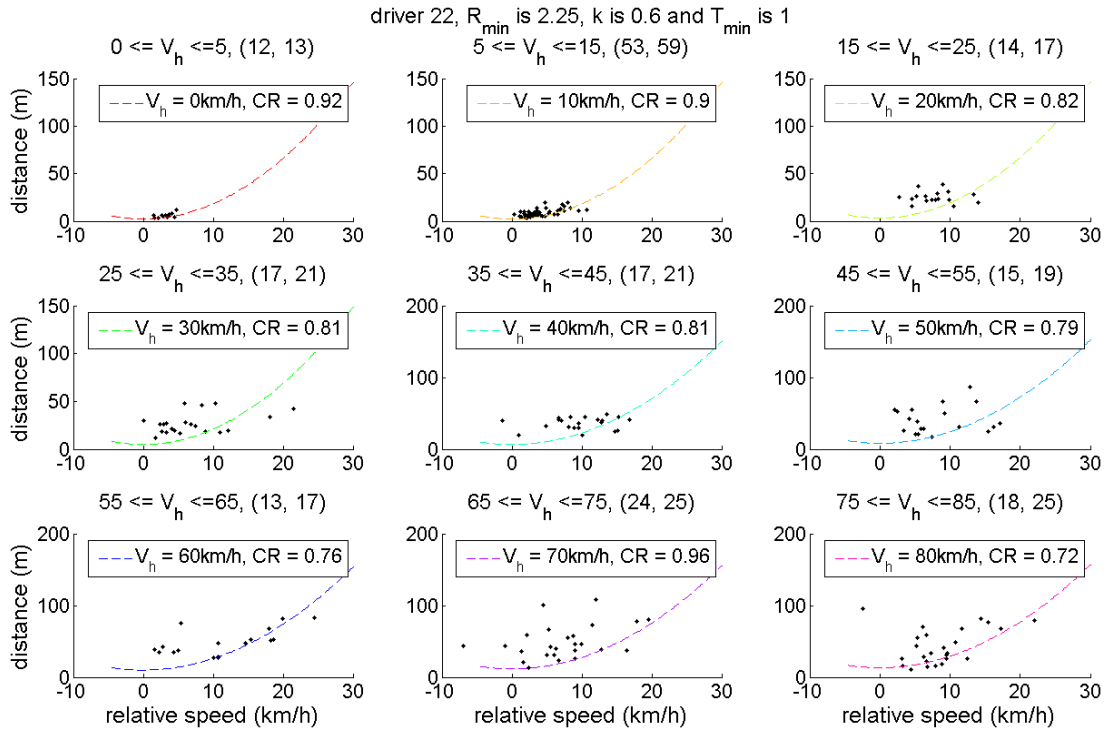 driver 22, R_min is 2.25, k is 0.6 and T_min is 1
0 <= V_h <=5, (12, 13)
5 <= V_h <=15, (53, 59)
15 <= V_h <=25, (14, 17)
150
100
50
0
distance (m)
V_h = 0km/h, CR = 0.92
-10 0 10 20 30
150
100
50
0
V_h = 10km/h, CR = 0.9
-10 0 10 20 30
150
100
50
0
V_h = 20km/h, CR = 0.82
-10 0 10 20 30
25 <= V_h <=35, (17, 21)
35 <= V_h <=45, (17, 21)
45 <= V_h <=55, (15, 19)
150
100
50
0
distance (m)
V_h = 30km/h, CR = 0.81
-10 0 10 20 30
200
100
0
V_h = 40km/h, CR = 0.81
-10 0 10 20 30
200
100
0
V_h = 50km/h, CR = 0.79
-10 0 10 20 30
55 <= V_h <=65, (13, 17)
65 <= V_h <=75, (24, 25)
75 <= V_h <=85, (18, 25)
200
100
0
distance (m)
V_h = 60km/h, CR = 0.76
-10 0 10 20 30
relative speed (km/h)
200
100
0
V_h = 70km/h, CR = 0.96
-10 0 10 20 30
relative speed (km/h)
200
100
0
V_h = 80km/h, CR = 0.72
-10 0 10 20 30
relative speed (km/h)